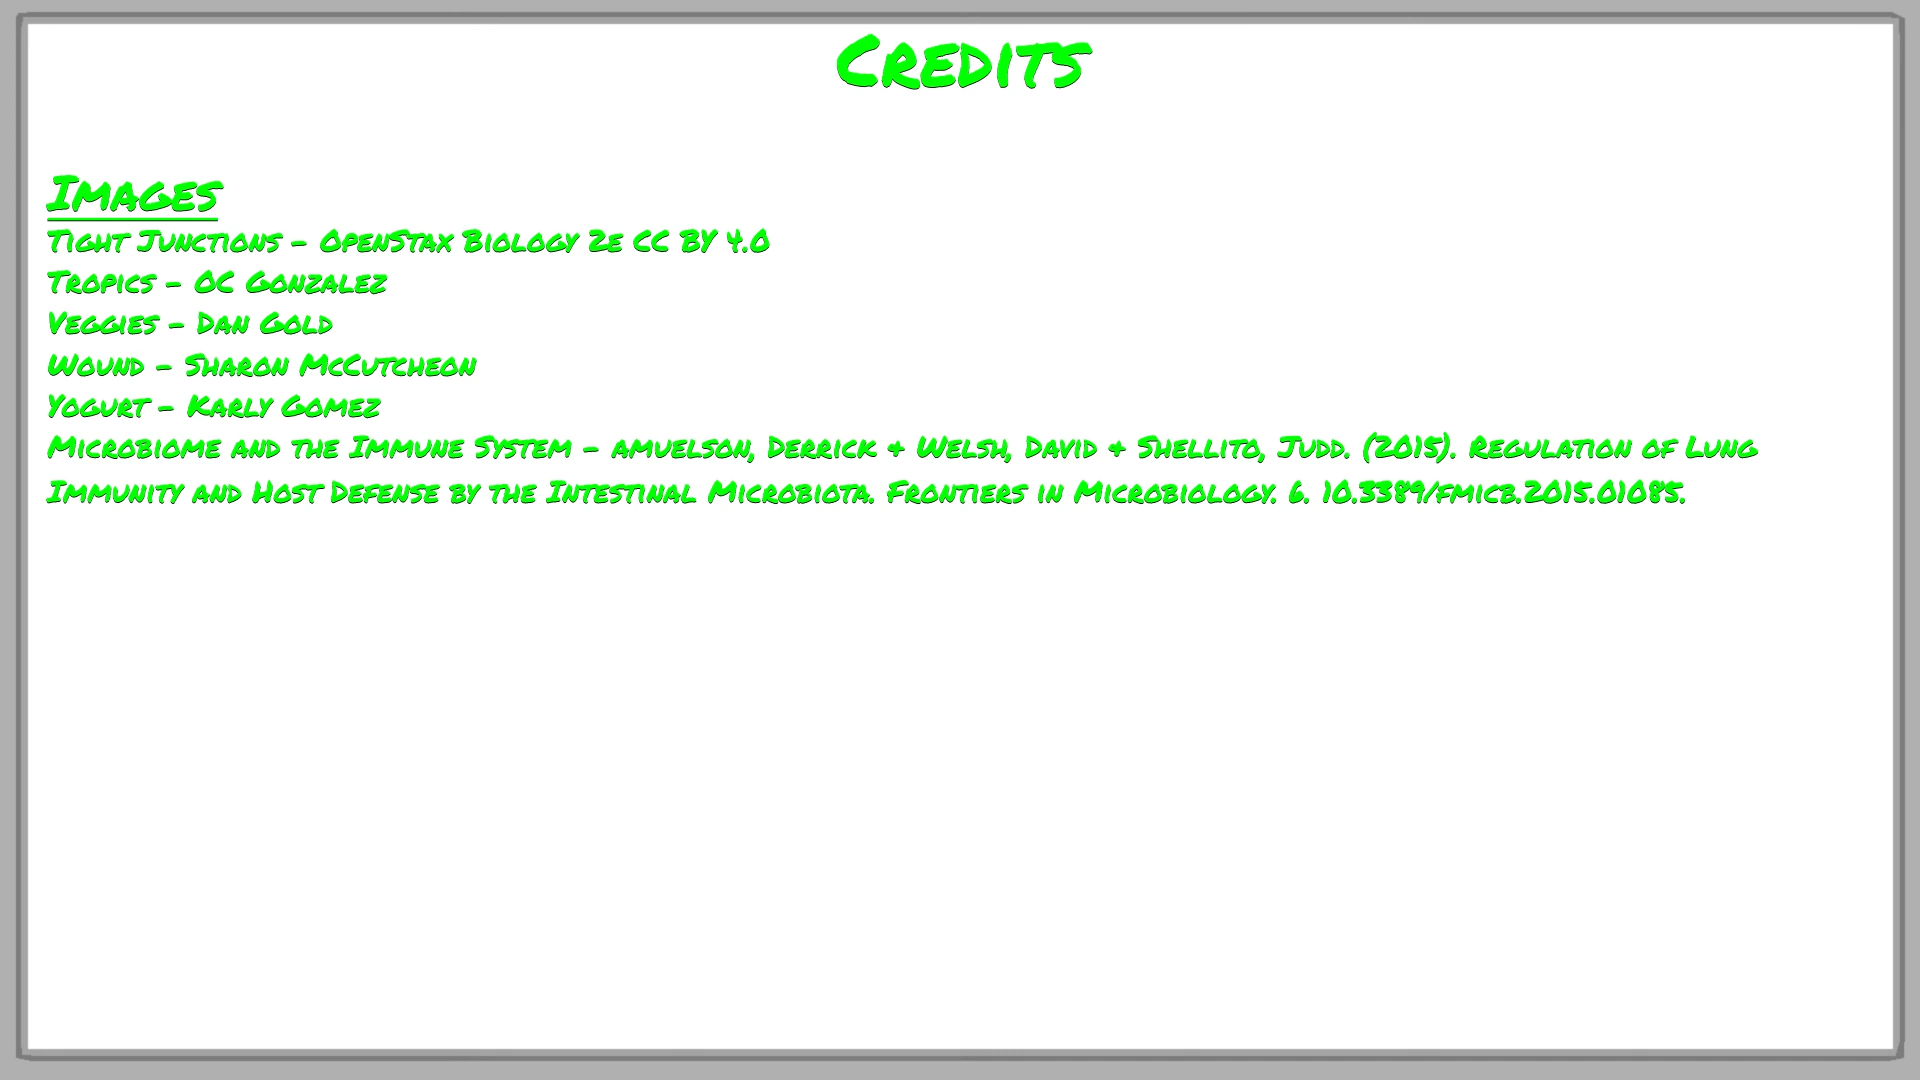 Credits
Images
Tight Junctions – OpenStax Biology 2e CC BY 4.0
Tropics – OC Gonzalez
Veggies – Dan Gold
Wound – Sharon McCutcheon
Yogurt – Karly Gomez
Microbiome and the Immune System – amuelson, Derrick & Welsh, David & Shellito, Judd. (2015). Regulation of Lung
Immunity and Host Defense by the Intestinal Microbiota. Frontiers in Microbiology. 6. 10.3389/fmicb.2015.01085.